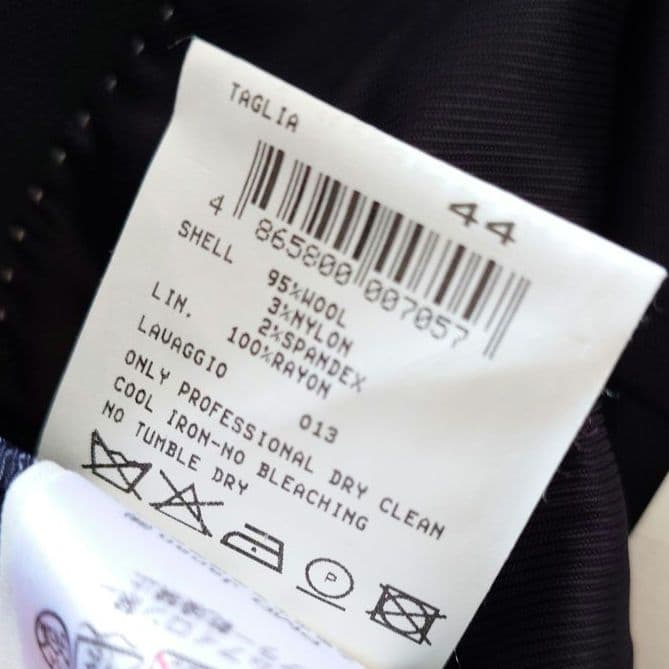 TAGLIA 44
4 865800 007057
SHELL 95%WOOL
3%NYLON
2%SPANDEX
LIN. 100%RAYON
LAVAGGIO 013
ONLY PROFESSIONAL DRY CLEAN
COOL IRON-NO BLEACHING
NO TUMBLE DRY
P